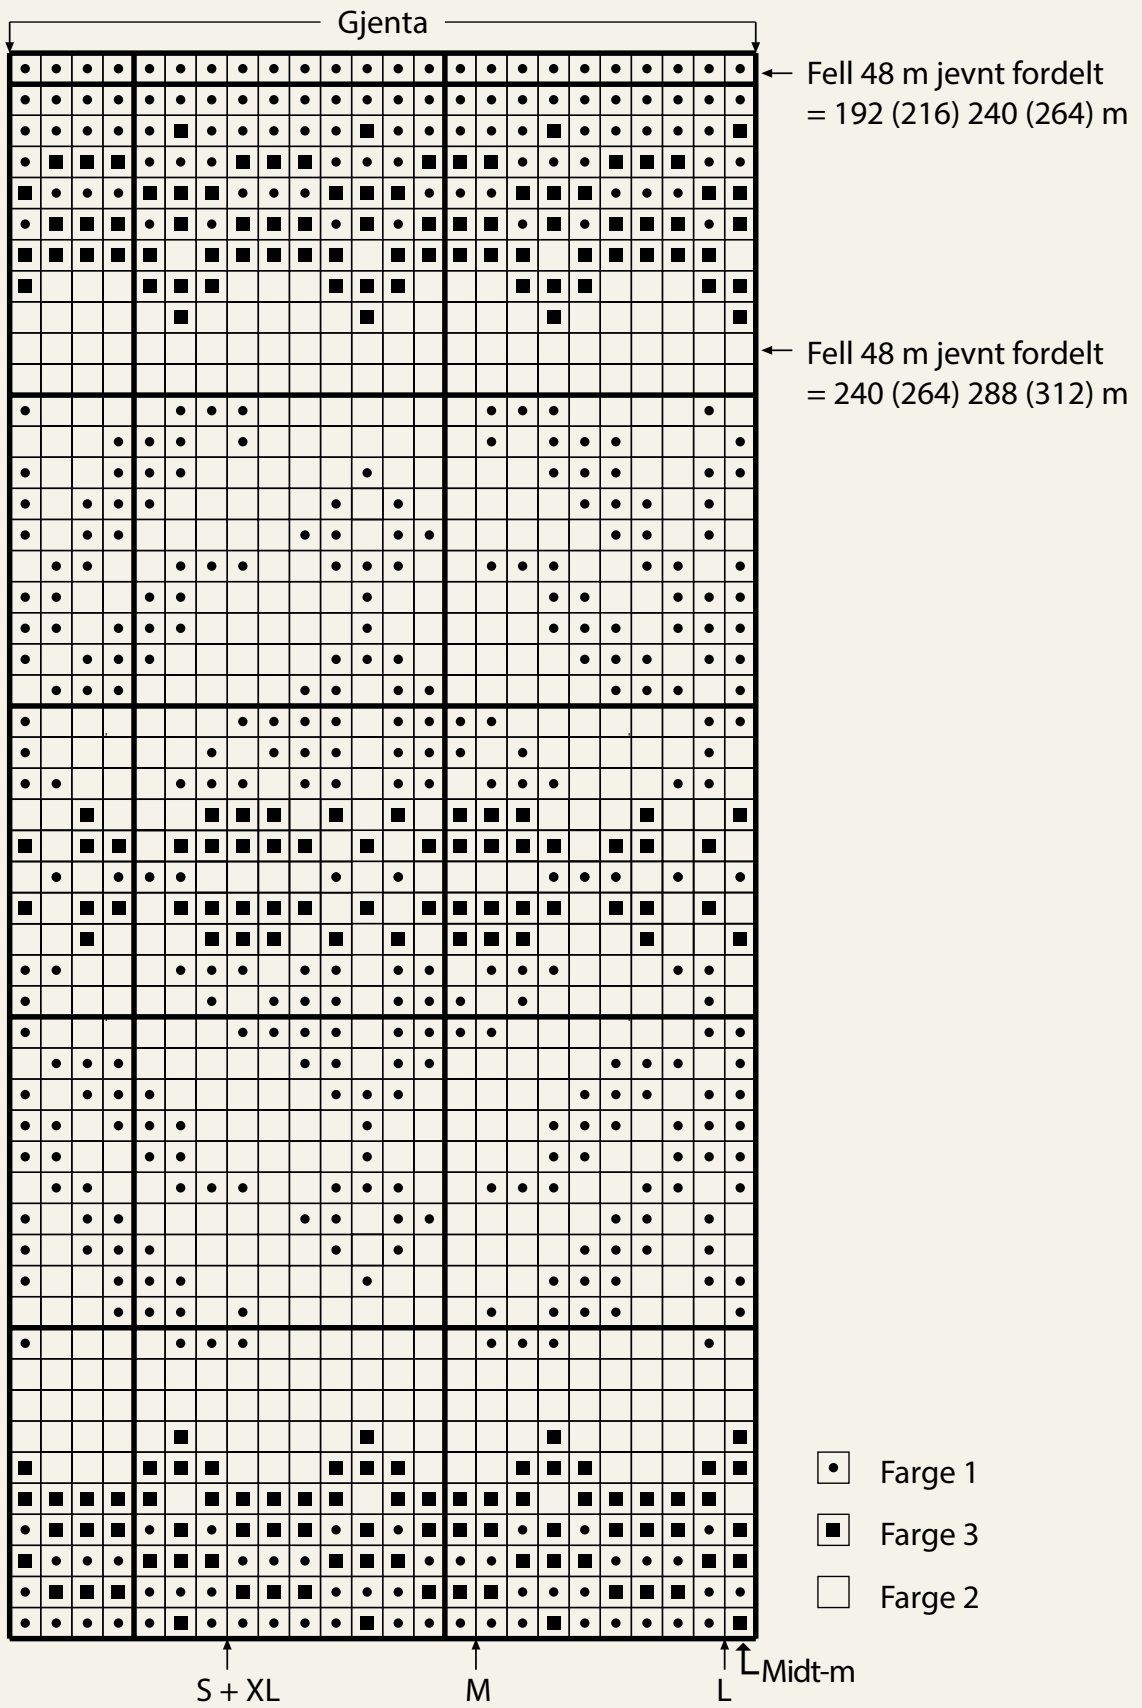 Gjenta
Fell 48 m jevnt fordelt
= 192 (216) 240 (264) m
Fell 48 m jevnt fordelt
= 240 (264) 288 (312) m
Farge 1
Farge 3
Farge 2
Midt-m
S + XL
M
L